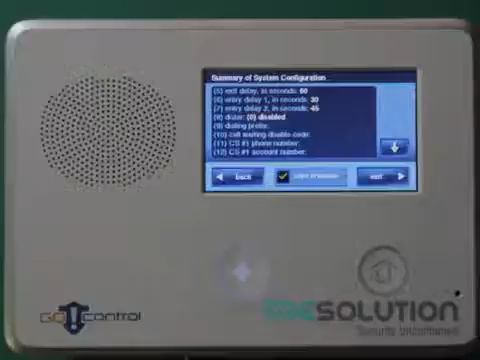 Summary of System Configuration
(5) exit delay, in seconds: 60
(6) entry delay 1, in seconds: 30
(7) entry delay 2, in seconds: 45
(8) dialer: (0) disabled
(9) dialing prefix:
(10) call waiting disable code:
(11) CS #1 phone number:
(12) CS #1 account number:
back
exit
GO!control
SOLUTION
Security